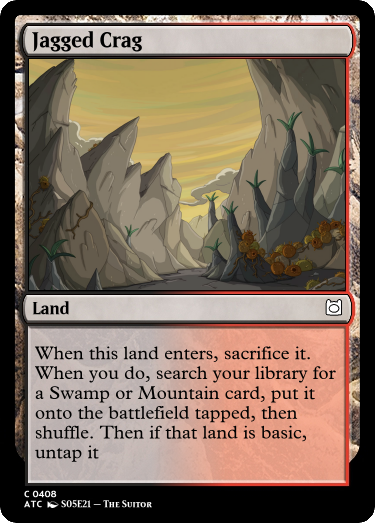 Jagged Crag
Land
When this land enters, sacrifice it.
When you do, search your library for
a Swamp or Mountain card, put it
onto the battlefield tapped, then
shuffle. Then if that land is basic,
untap it
C 0408
ATC S05E21 — The Suitor